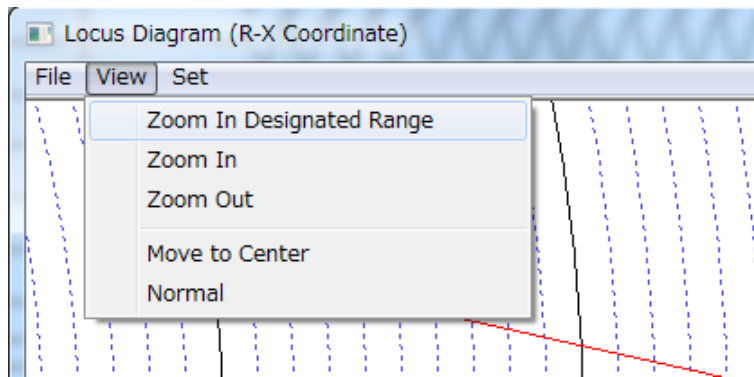 Locus Diagram (R-X Coordinate)
File View Set
Zoom In Designated Range
Zoom In
Zoom Out
Move to Center
Normal